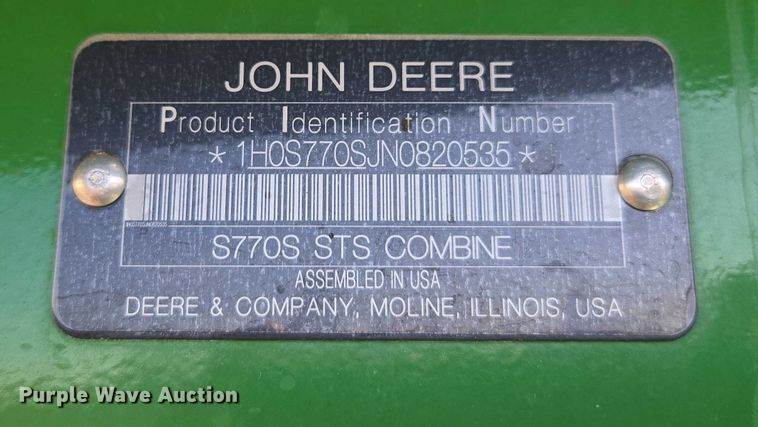 JOHN DEERE
Product Identification Number
*1H0S770SJN0820535*
1H0S770SJN0820535
S770S STS COMBINE
ASSEMBLED IN USA
DEERE & COMPANY, MOLINE, ILLINOIS, USA
Purple Wave Auction